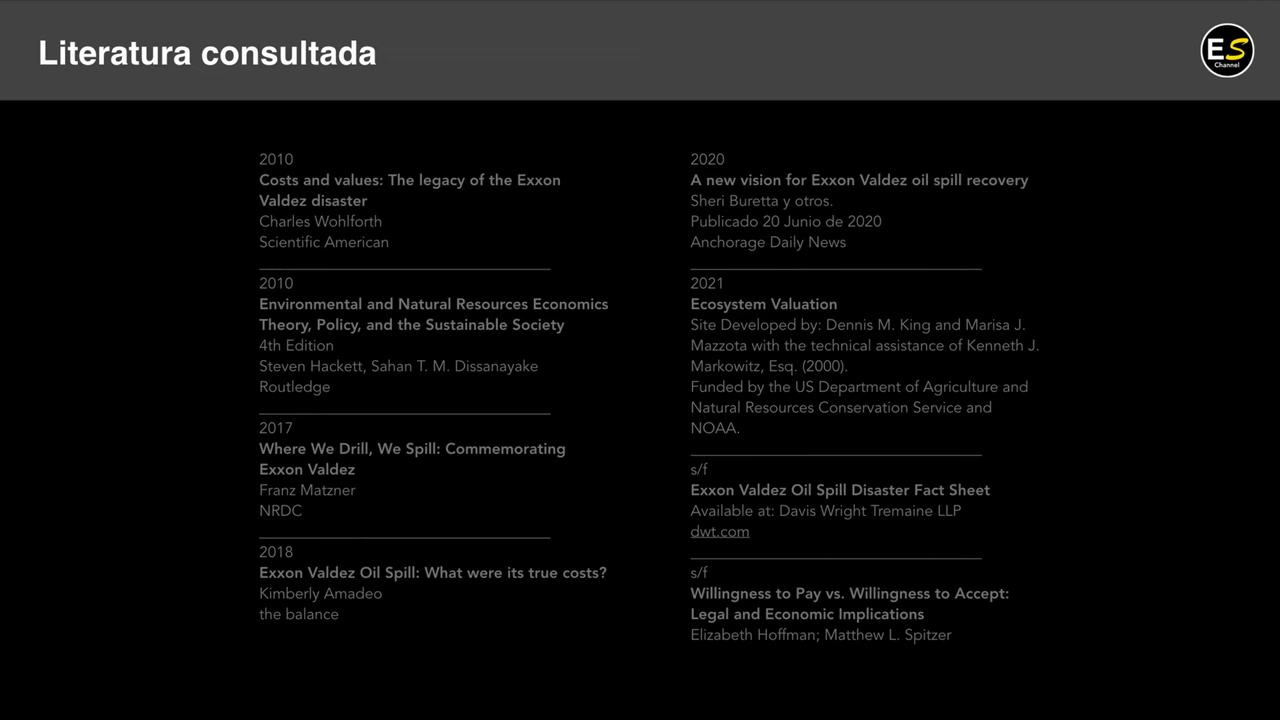 Literatura consultada
ES
Channel
2010
Costs and values: The legacy of the Exxon
Valdez disaster
Charles Wohlforth
Scientific American
2010
Environmental and Natural Resources Economics
Theory, Policy, and the Sustainable Society
4th Edition
Steven Hackett, Sahan T. M. Dissanayake
Routledge
2017
Where We Drill, We Spill: Commemorating
Exxon Valdez
Franz Matzner
NRDC
2018
Exxon Valdez Oil Spill: What were its true costs?
Kimberly Amadeo
the balance
2020
A new vision for Exxon Valdez oil spill recovery
Sheri Buretta y otros.
Publicado 20 Junio de 2020
Anchorage Daily News
2021
Ecosystem Valuation
Site Developed by: Dennis M. King and Marisa J.
Mazzota with the technical assistance of Kenneth J.
Markowitz, Esq. (2000).
Funded by the US Department of Agriculture and
Natural Resources Conservation Service and
NOAA.
s/f
Exxon Valdez Oil Spill Disaster Fact Sheet
Available at: Davis Wright Tremaine LLP
dwt.com
s/f
Willingness to Pay vs. Willingness to Accept:
Legal and Economic Implications
Elizabeth Hoffman; Matthew L. Spitzer